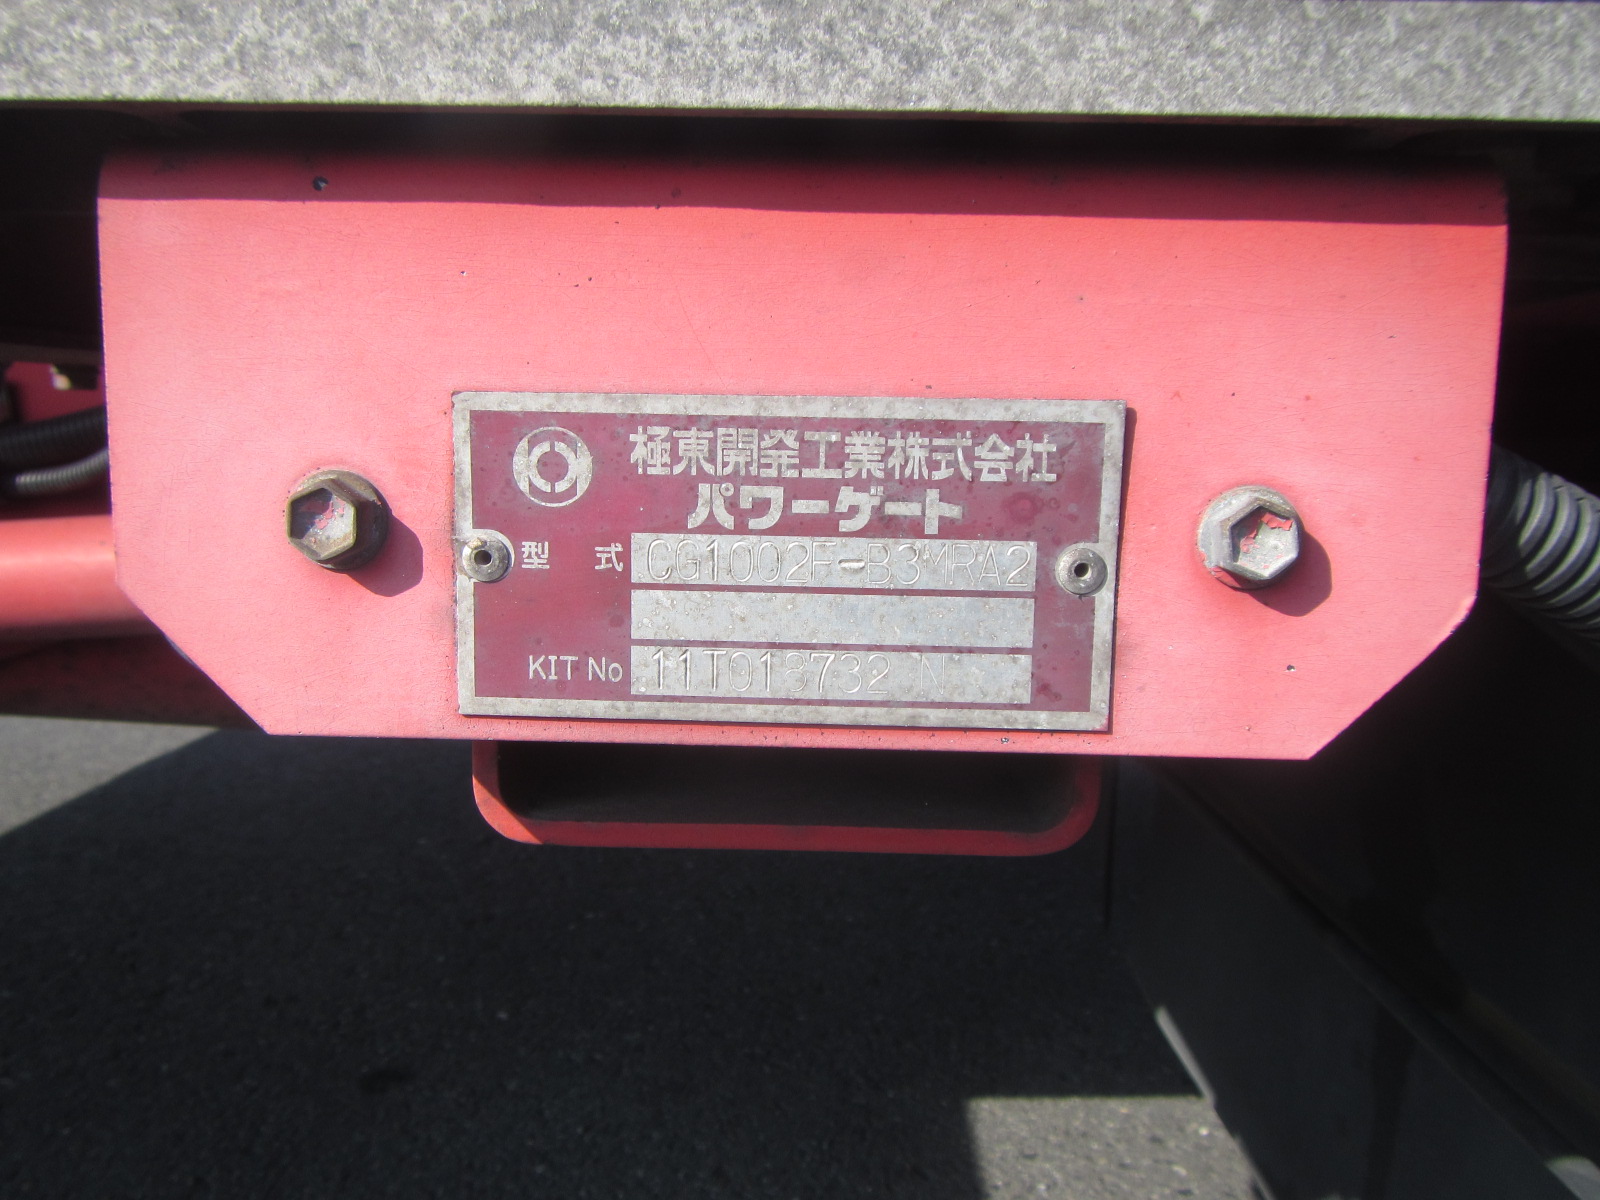 極東開発工業株式会社
パワーゲート
型 式 CG1002F-B3MRA2
KIT No 11T018732 N